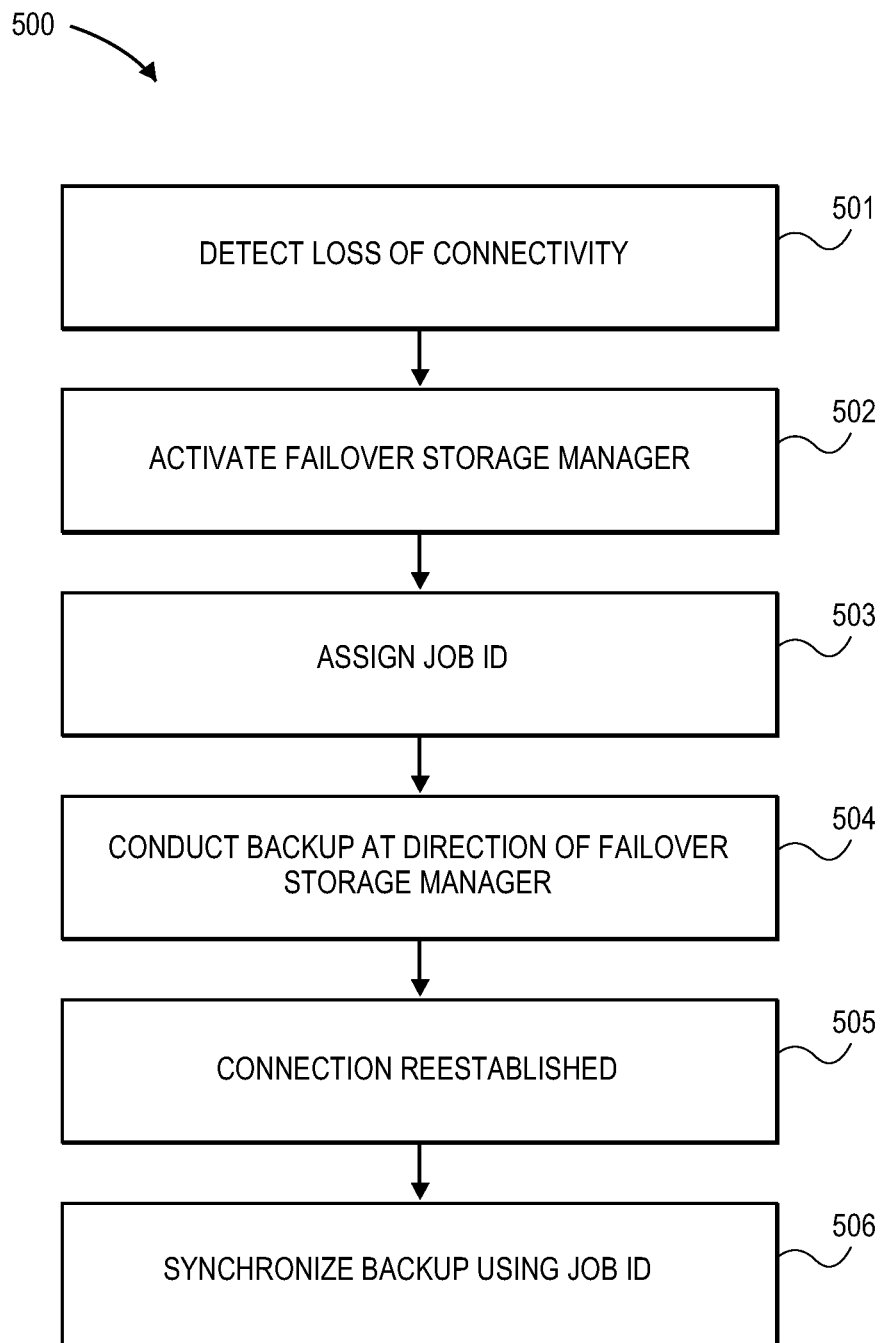 500
501
DETECT LOSS OF CONNECTIVITY
502
ACTIVATE FAILOVER STORAGE MANAGER
503
ASSIGN JOB ID
504
CONDUCT BACKUP AT DIRECTION OF FAILOVER
STORAGE MANAGER
505
CONNECTION REESTABLISHED
506
SYNCHRONIZE BACKUP USING JOB ID